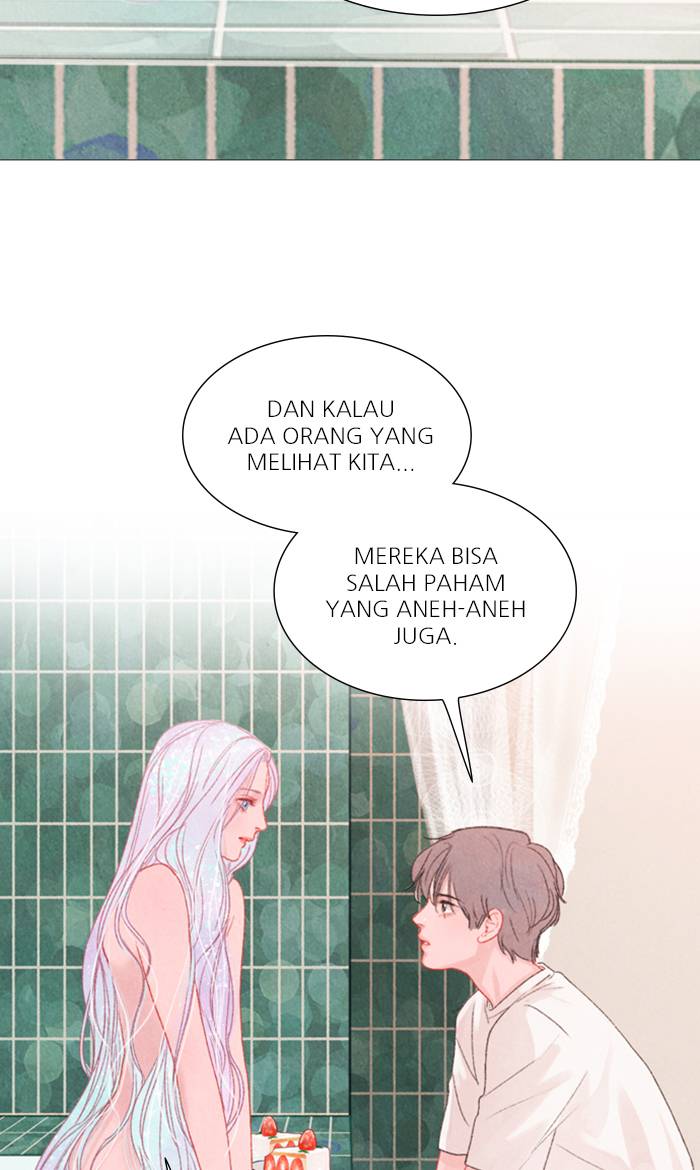 DAN KALAU
ADA ORANG YANG
MELIHAT KITA...
MEREKA BISA
SALAH PAHAM
YANG ANEH-ANEH
JUGA.